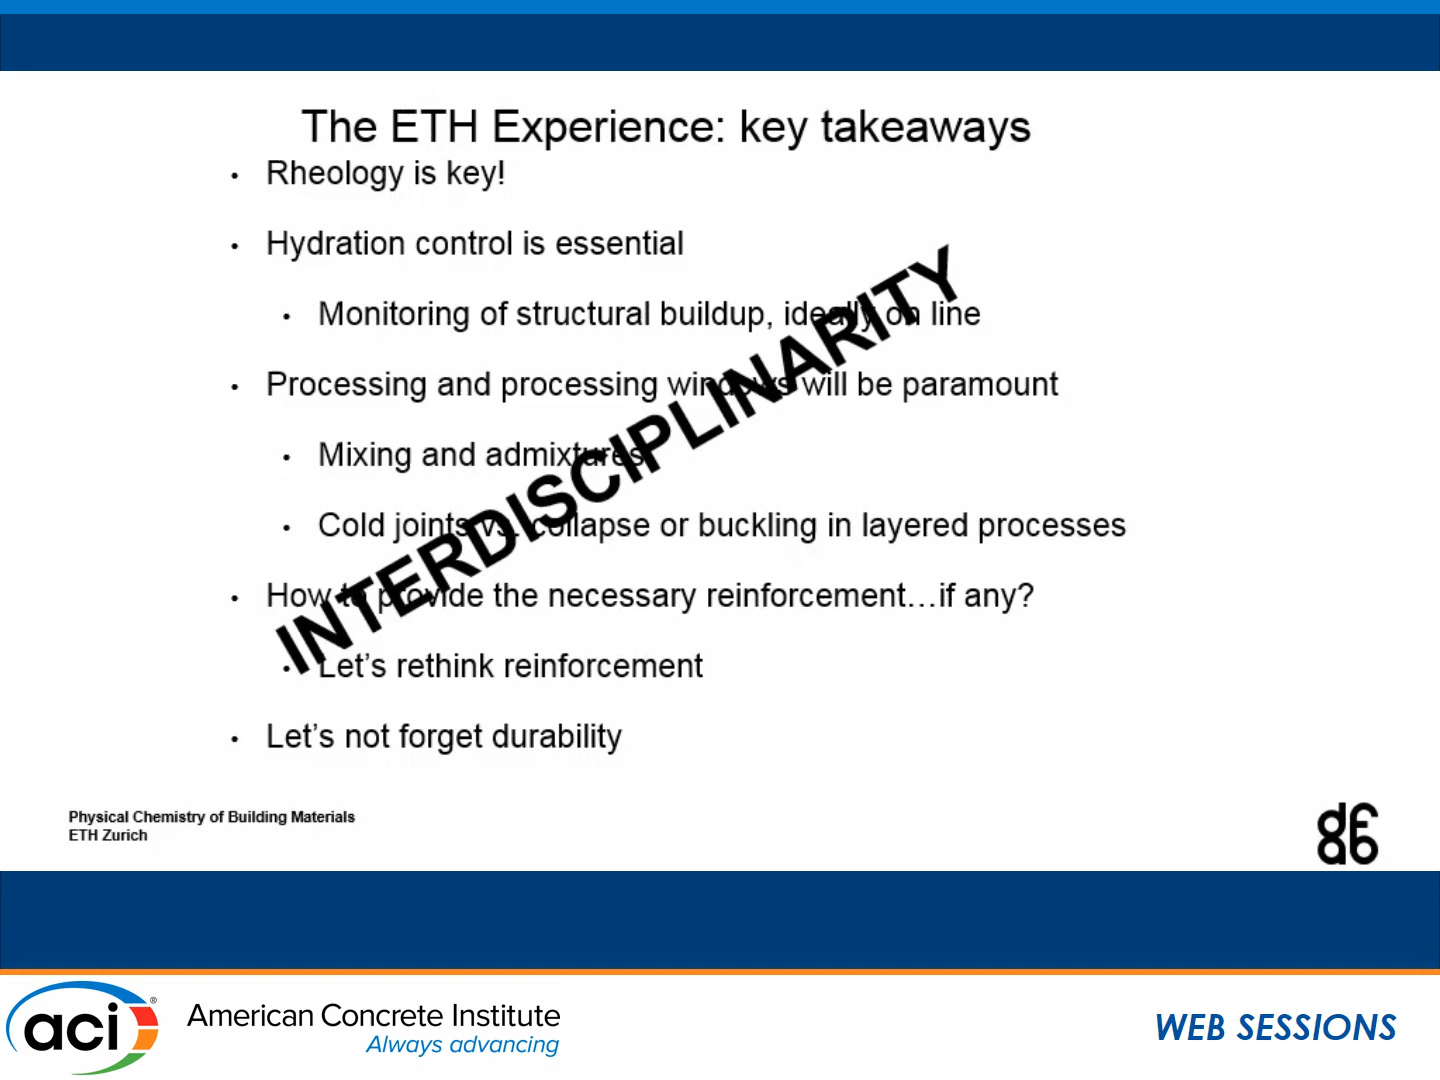 The ETH Experience: key takeaways
• Rheology is key!
• Hydration control is essential
• Monitoring of structural buildup, ideally on line
• Processing and processing windows will be paramount
• Mixing and admixtures
• Cold joints vs. collapse or buckling in layered processes
• How to provide the necessary reinforcement…if any?
• Let's rethink reinforcement
• Let's not forget durability
INTERDISCIPLINARITY
Physical Chemistry of Building Materials
ETH Zurich
aci®
American Concrete Institute
Always advancing
WEB SESSIONS